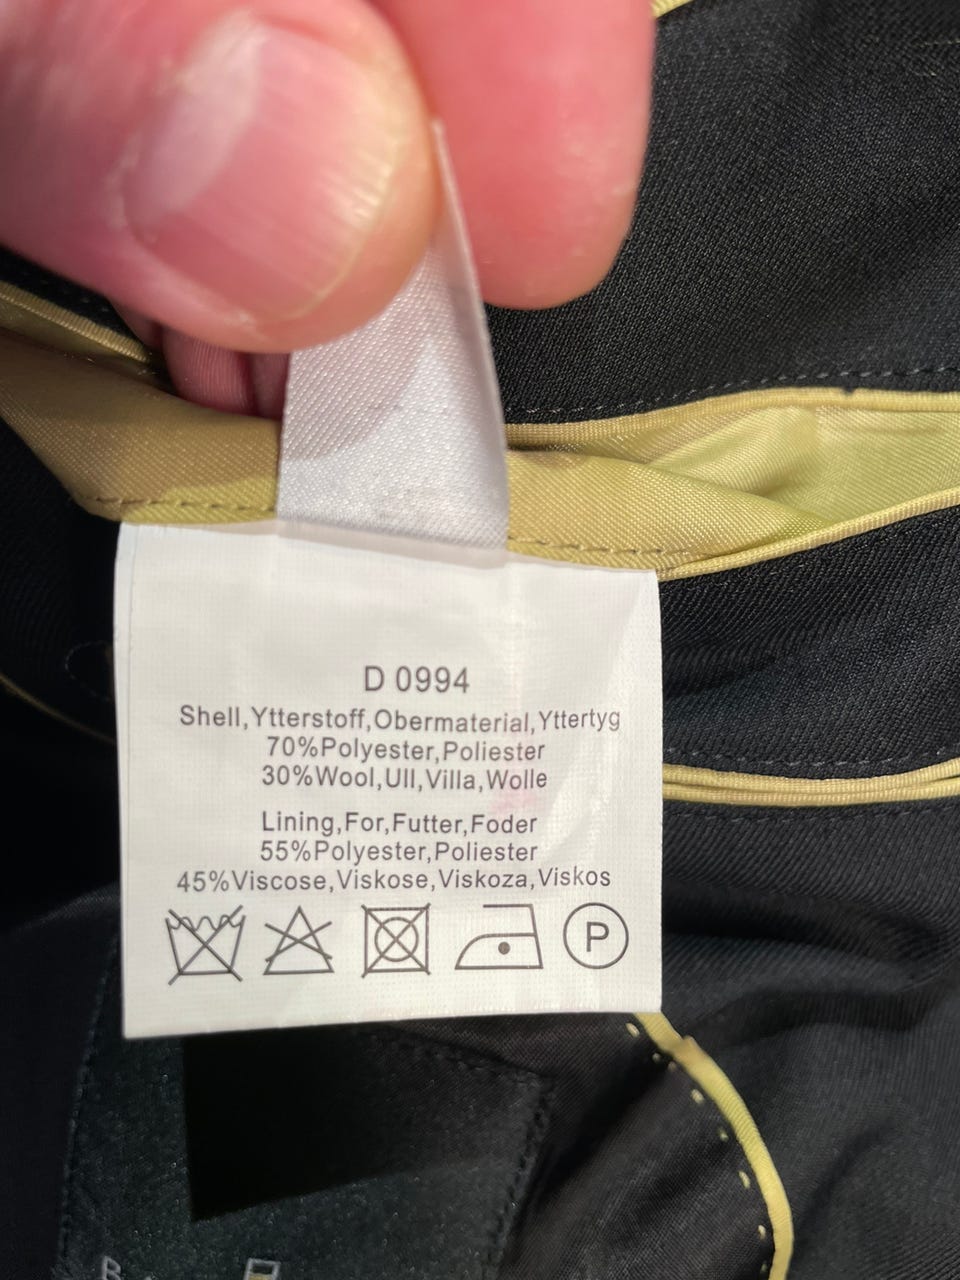 D 0994
Shell,Ytterstoff,Obermaterial,Yttertyg
70%Polyester,Poliester
30%Wool,Ull,Villa,Wolle
Lining,For,Futter,Foder
55%Polyester,Poliester
45%Viscose,Viskose,Viskoza,Viskos
P